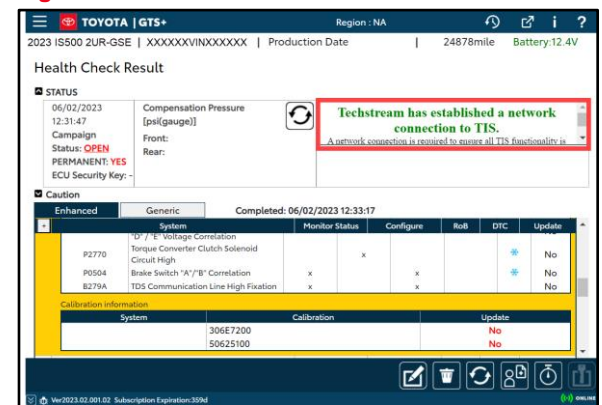 TOYOTA | GTS+ Region : NA i ?
2023 IS500 2UR-GSE | XXXXXXVINXXXXXX | Production Date | 24878mile Battery:12.4V
Health Check Result
STATUS
06/02/2023
12:31:47
Campaign
Status: OPEN
PERMANENT: YES
ECU Security Key: -
Compensation Pressure
[psi(gauge)]
Front:
Rear:
Techstream has established a network
connection to TIS.
A network connection is required to ensure all TIS functionality is
Caution
Enhanced Generic Completed: 06/02/2023 12:33:17
+ System Monitor Status Configure RoB DTC Update
"D" / "E" Voltage Correlation No
P2770 Torque Converter Clutch Solenoid
Circuit High x No
P0504 Brake Switch "A"/"B" Correlation x x No
B279A TDS Communication Line High Fixation x x No
Calibration information
System Calibration Update
306E7200 No
50625100 No
Ver2023.02.001.02 Subscription Expiration:359d ONLINE